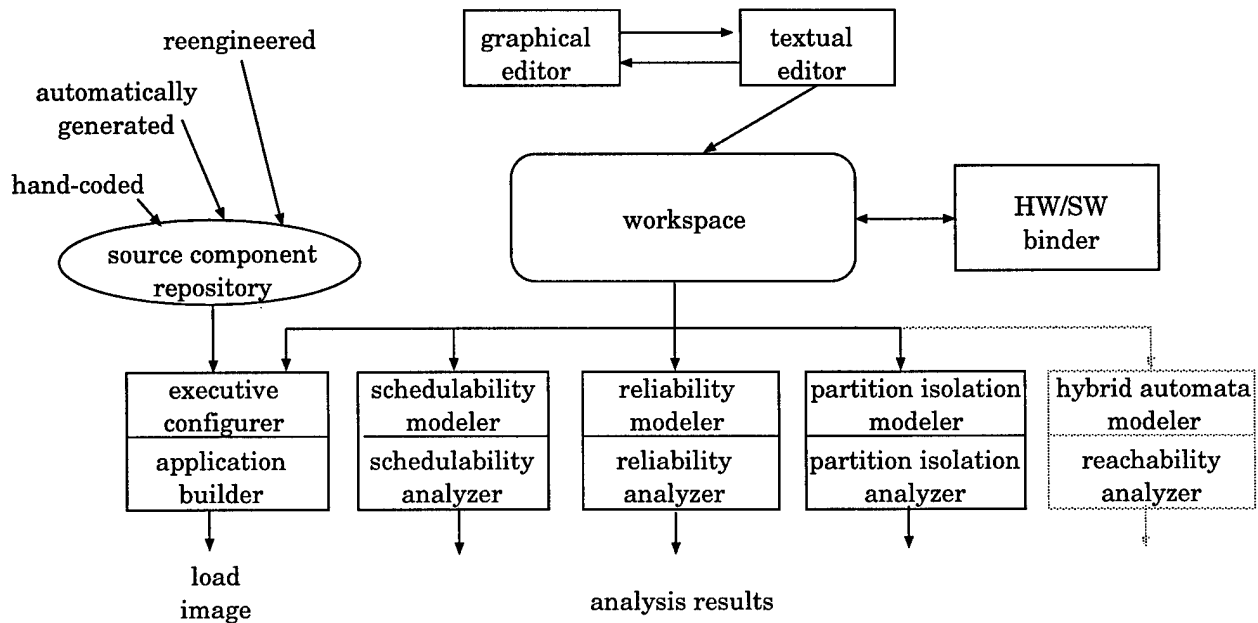 reengineered
automatically
generated
hand-coded
source component
repository
graphical
editor
textual
editor
workspace
HW/SW
binder
executive
configurer
application
builder
schedulability
modeler
schedulability
analyzer
reliability
modeler
reliability
analyzer
partition isolation
modeler
partition isolation
analyzer
hybrid automata
modeler
reachability
analyzer
load
image
analysis results